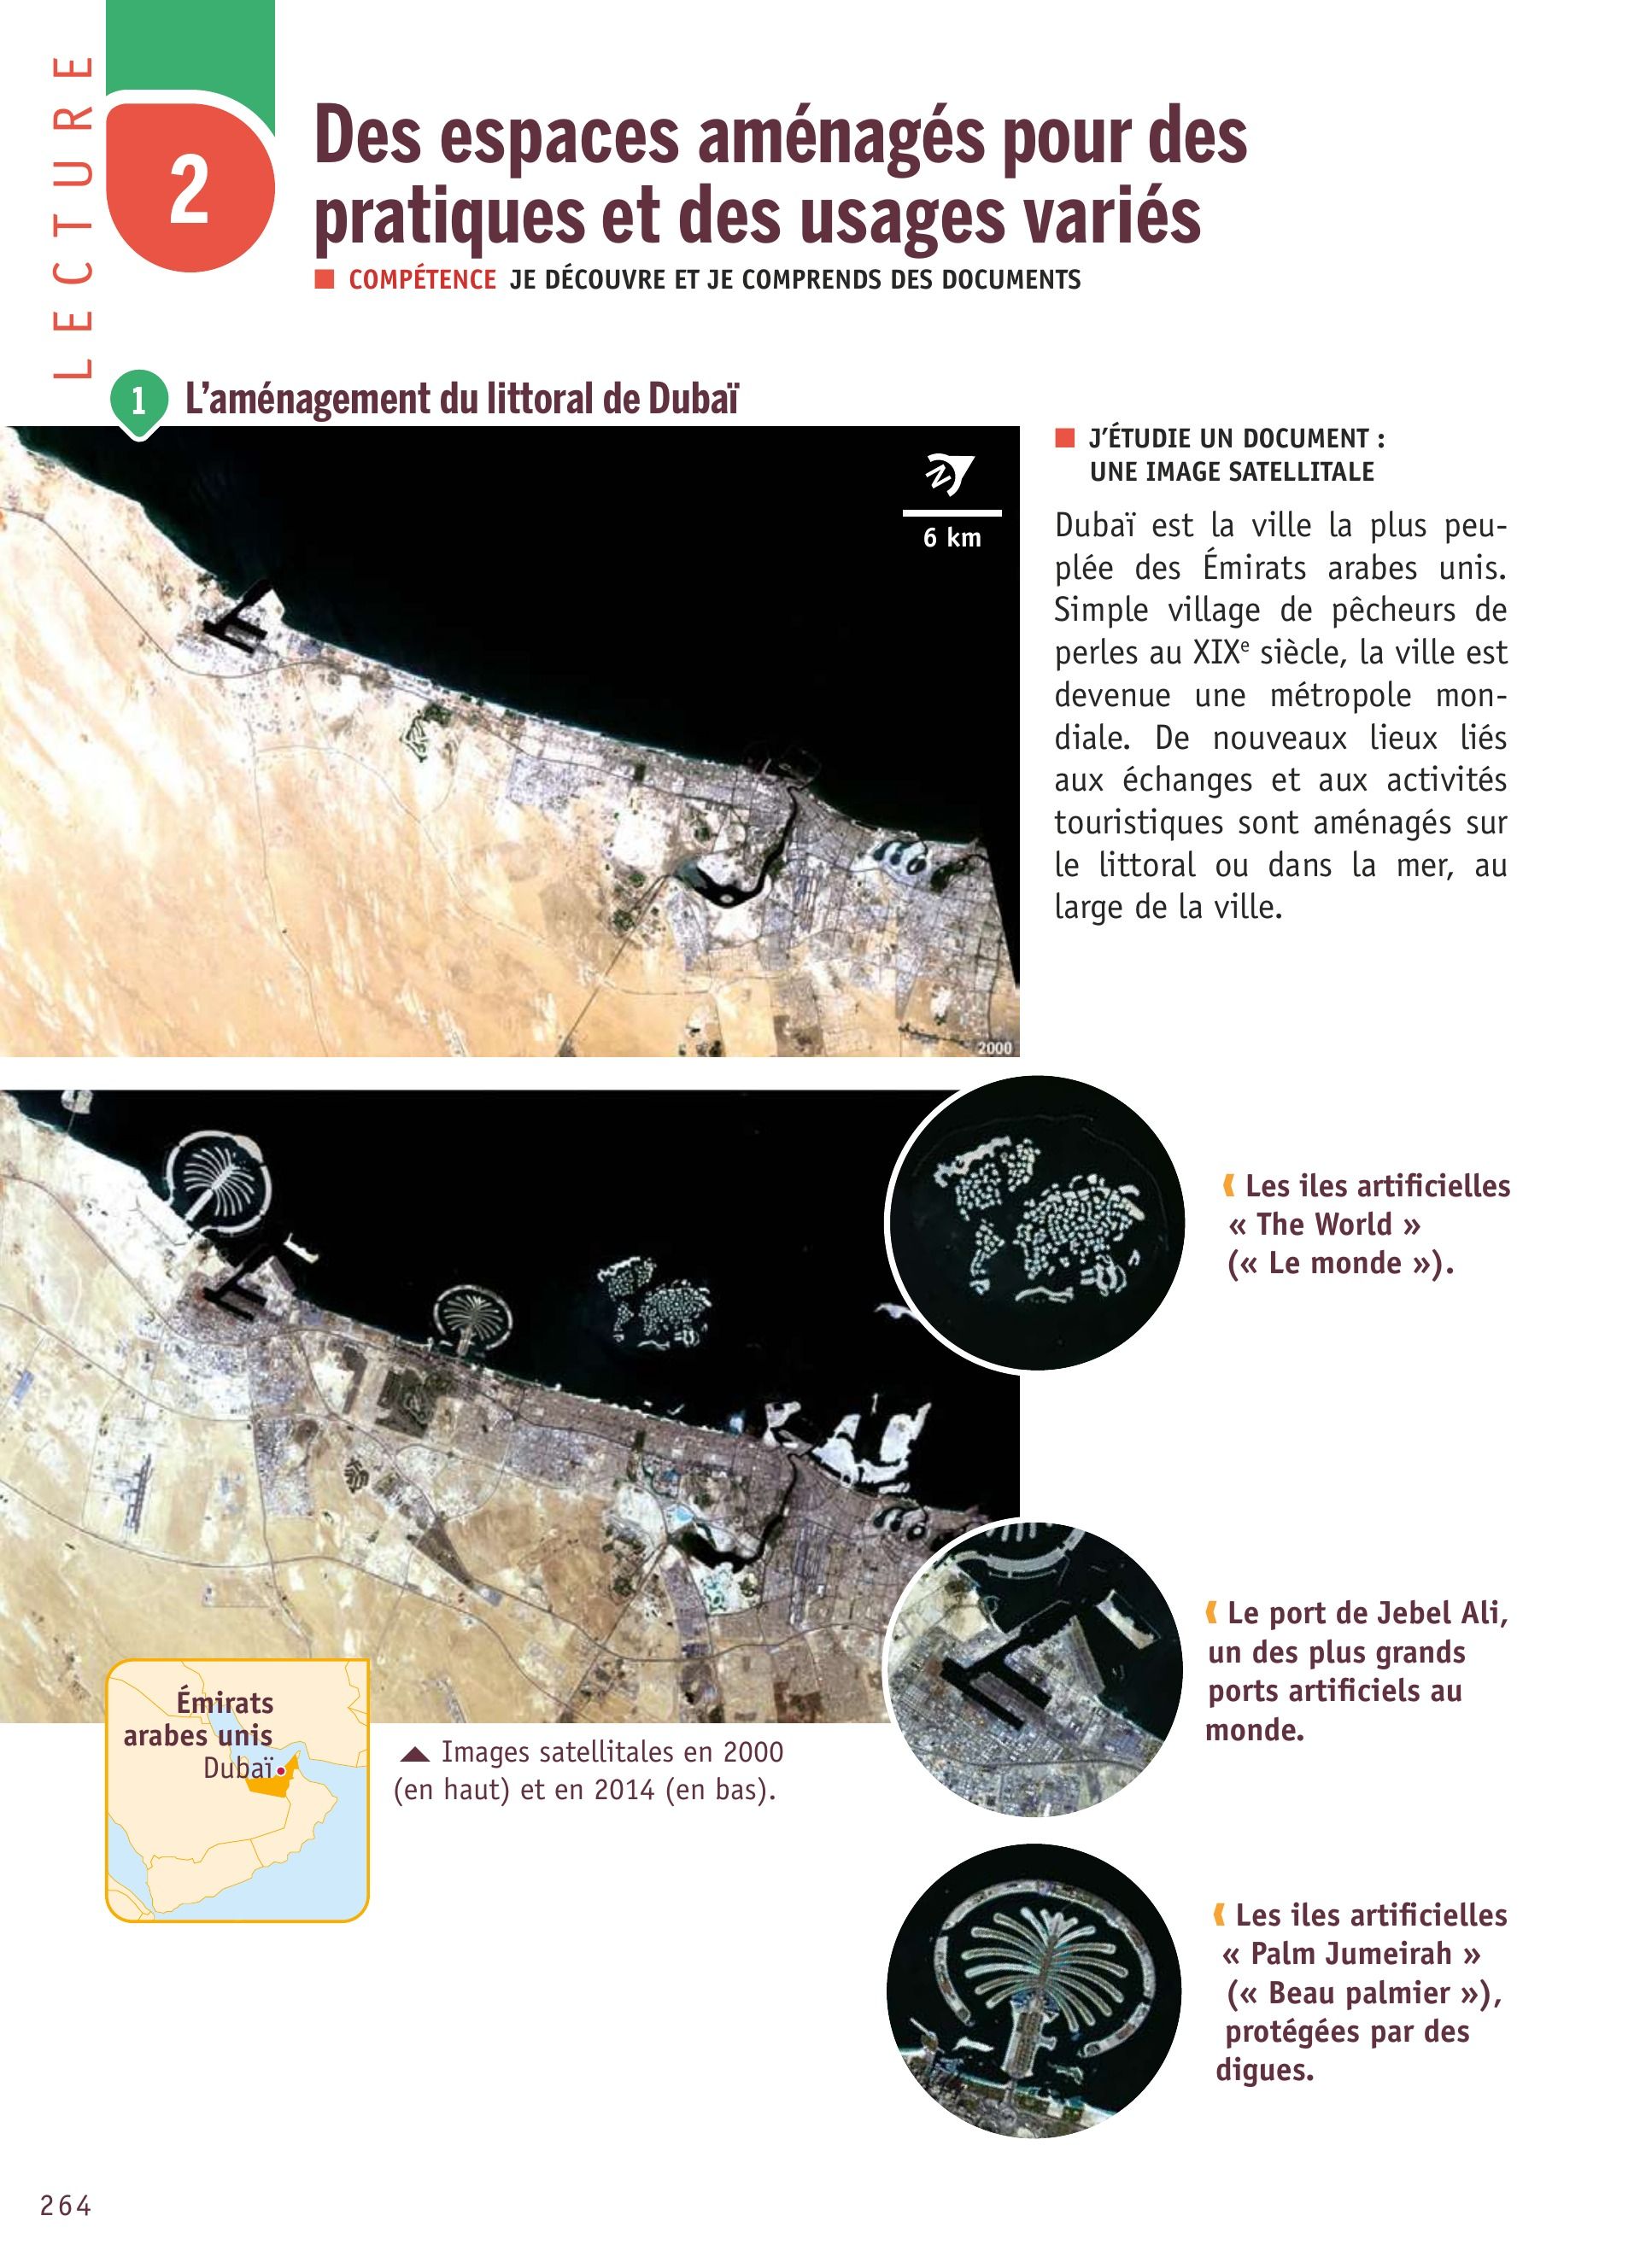 LECTURE
2
Des espaces aménagés pour des
pratiques et des usages variés
COMPÉTENCE JE DÉCOUVRE ET JE COMPRENDS DES DOCUMENTS
1
L’aménagement du littoral de Dubaï
N
6 km
2000
J’ÉTUDIE UN DOCUMENT :
UNE IMAGE SATELLITALE
Dubaï est la ville la plus peu-
plée des Émirats arabes unis.
Simple village de pêcheurs de
perles au XIXᵉ siècle, la ville est
devenue une métropole mon-
diale. De nouveaux lieux liés
aux échanges et aux activités
touristiques sont aménagés sur
le littoral ou dans la mer, au
large de la ville.
Les iles artificielles
« The World »
(« Le monde »).
Le port de Jebel Ali,
un des plus grands
ports artificiels au
monde.
Émirats
arabes unis
Dubaï
Images satellitales en 2000
(en haut) et en 2014 (en bas).
Les iles artificielles
« Palm Jumeirah »
(« Beau palmier »),
protégées par des
digues.
264